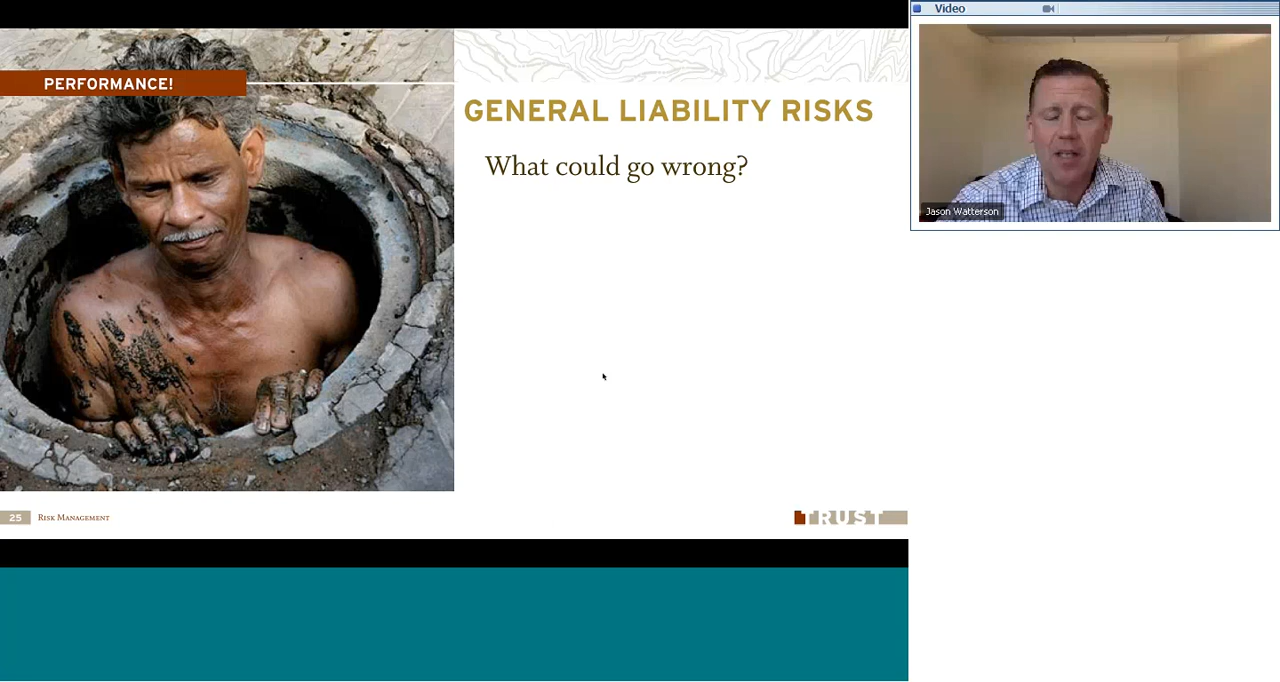 PERFORMANCE!
GENERAL LIABILITY RISKS
What could go wrong?
25 Risk Management
TRUST
Video
Jason Watterson